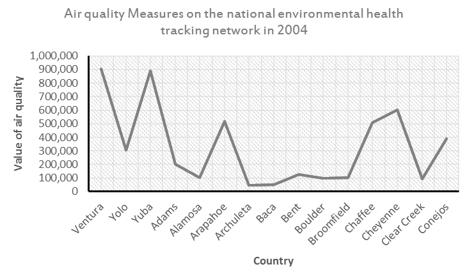 Air quality Measures on the national environmental health
tracking network in 2004
Value of air quality
1,000,000
900,000
800,000
700,000
600,000
500,000
400,000
300,000
200,000
100,000
0
Ventura
Yolo
Yuba
Adams
Alamosa
Arapahoe
Archuleta
Baca
Bent
Boulder
Broomfield
Chaffee
Cheyenne
Clear Creek
Conejos
Country